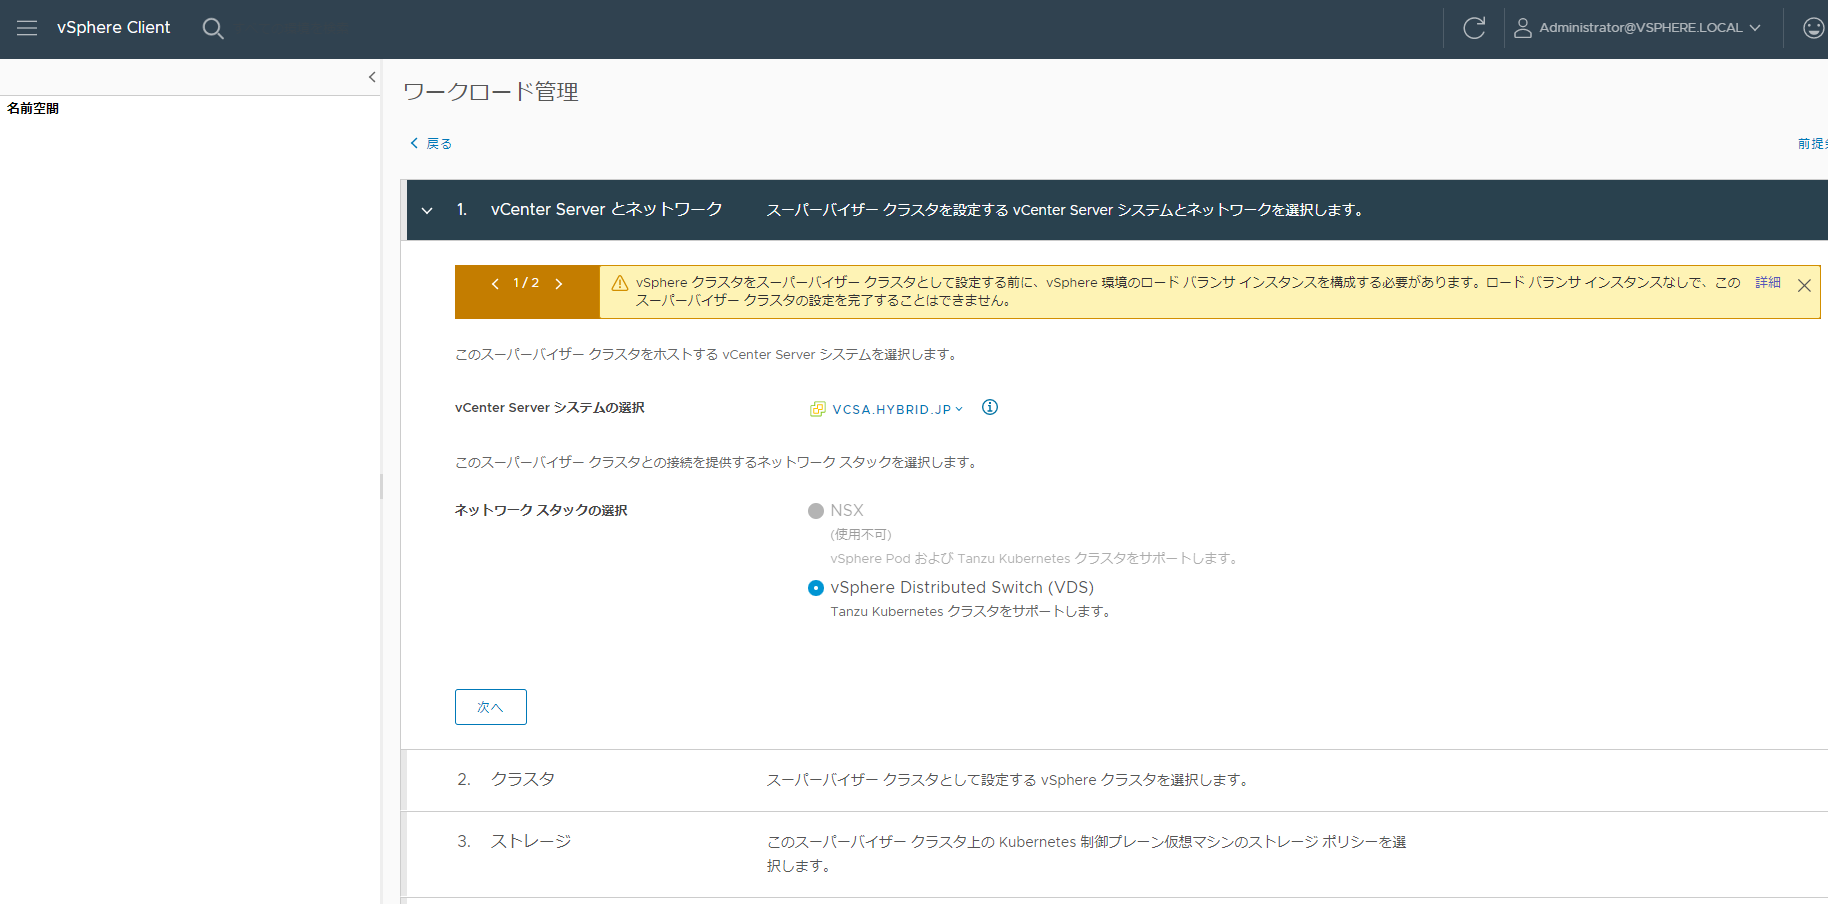 vSphere Client
Administrator@VSPHERE.LOCAL
名前空間
ワークロード管理
戻る
前提
1. vCenter Server とネットワーク スーパーバイザー クラスタを設定する vCenter Server システムとネットワークを選択します。
1 / 2
vSphere クラスタをスーパーバイザー クラスタとして設定する前に、vSphere 環境のロード バランサ インスタンスを構成する必要があります。ロード バランサ インスタンスなしで、この 詳細
スーパーバイザー クラスタの設定を完了することはできません。
このスーパーバイザー クラスタをホストする vCenter Server システムを選択します。
vCenter Server システムの選択 VCSA.HYBRID.JP
このスーパーバイザー クラスタとの接続を提供するネットワーク スタックを選択します。
ネットワーク スタックの選択 NSX
(使用不可)
vSphere Pod および Tanzu Kubernetes クラスタをサポートします。
vSphere Distributed Switch (VDS)
Tanzu Kubernetes クラスタをサポートします。
次へ
2. クラスタ スーパーバイザー クラスタとして設定する vSphere クラスタを選択します。
3. ストレージ このスーパーバイザー クラスタ上の Kubernetes 制御プレーン仮想マシンのストレージ ポリシーを選
択します。